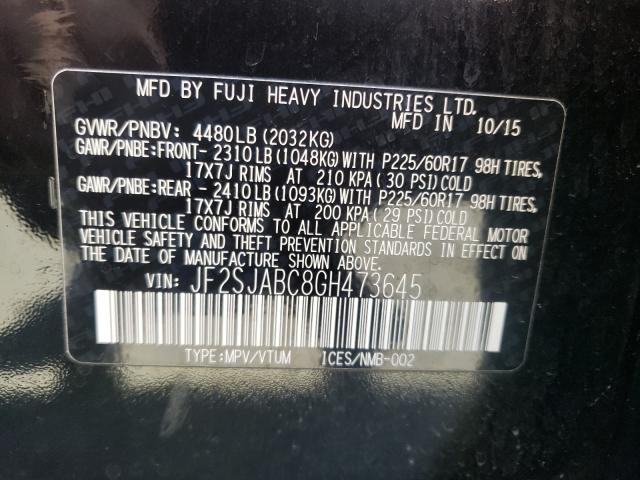 MFD BY FUJI HEAVY INDUSTRIES LTD.
MFD IN 10/15
GVWR/PNBV: 4480LB(2032KG)
GAWR/PNBE:FRONT- 2310LB(1048KG)WITH P225/60R17 98H TIRES,
17X7J RIMS AT 210 KPA(30 PSI)COLD
GAWR/PNBE:REAR - 2410LB(1093KG)WITH P225/60R17 98H TIRES,
17X7J RIMS AT 200 KPA(29 PSI)COLD
THIS VEHICLE CONFORMS TO ALL APPLICABLE FEDERAL MOTOR
VEHICLE SAFETY AND THEFT PREVENTION STANDARDS IN EFFECT ON
THE DATE OF MANUFACTURE SHOWN ABOVE.
VIN: JF2SJABC8GH473645
TYPE:MPV/VTUM ICES/NMB-002